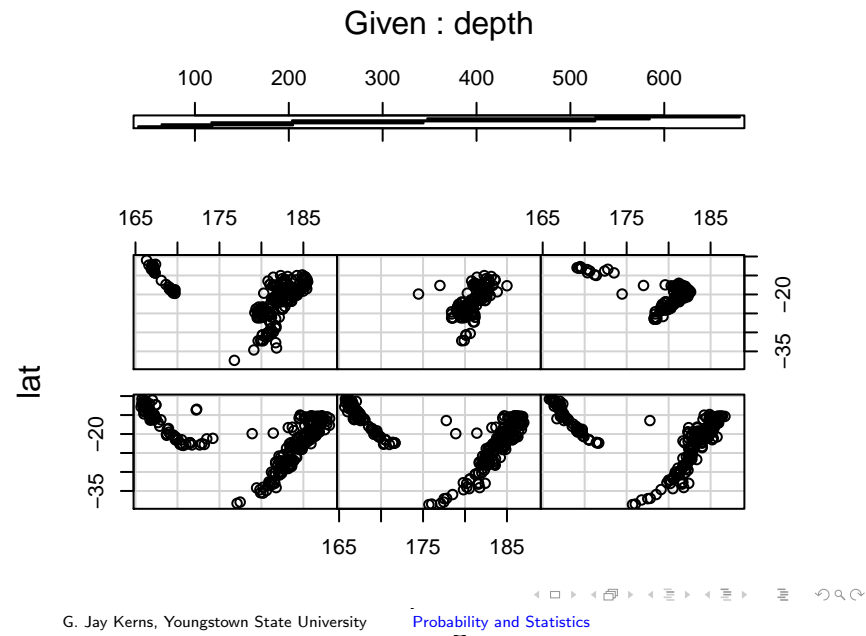 Given : depth
100 200 300 400 500 600
165 175 185 165 175 185
-20
-35
lat
-20
-35
165 175 185
G. Jay Kerns, Youngstown State University Probability and Statistics